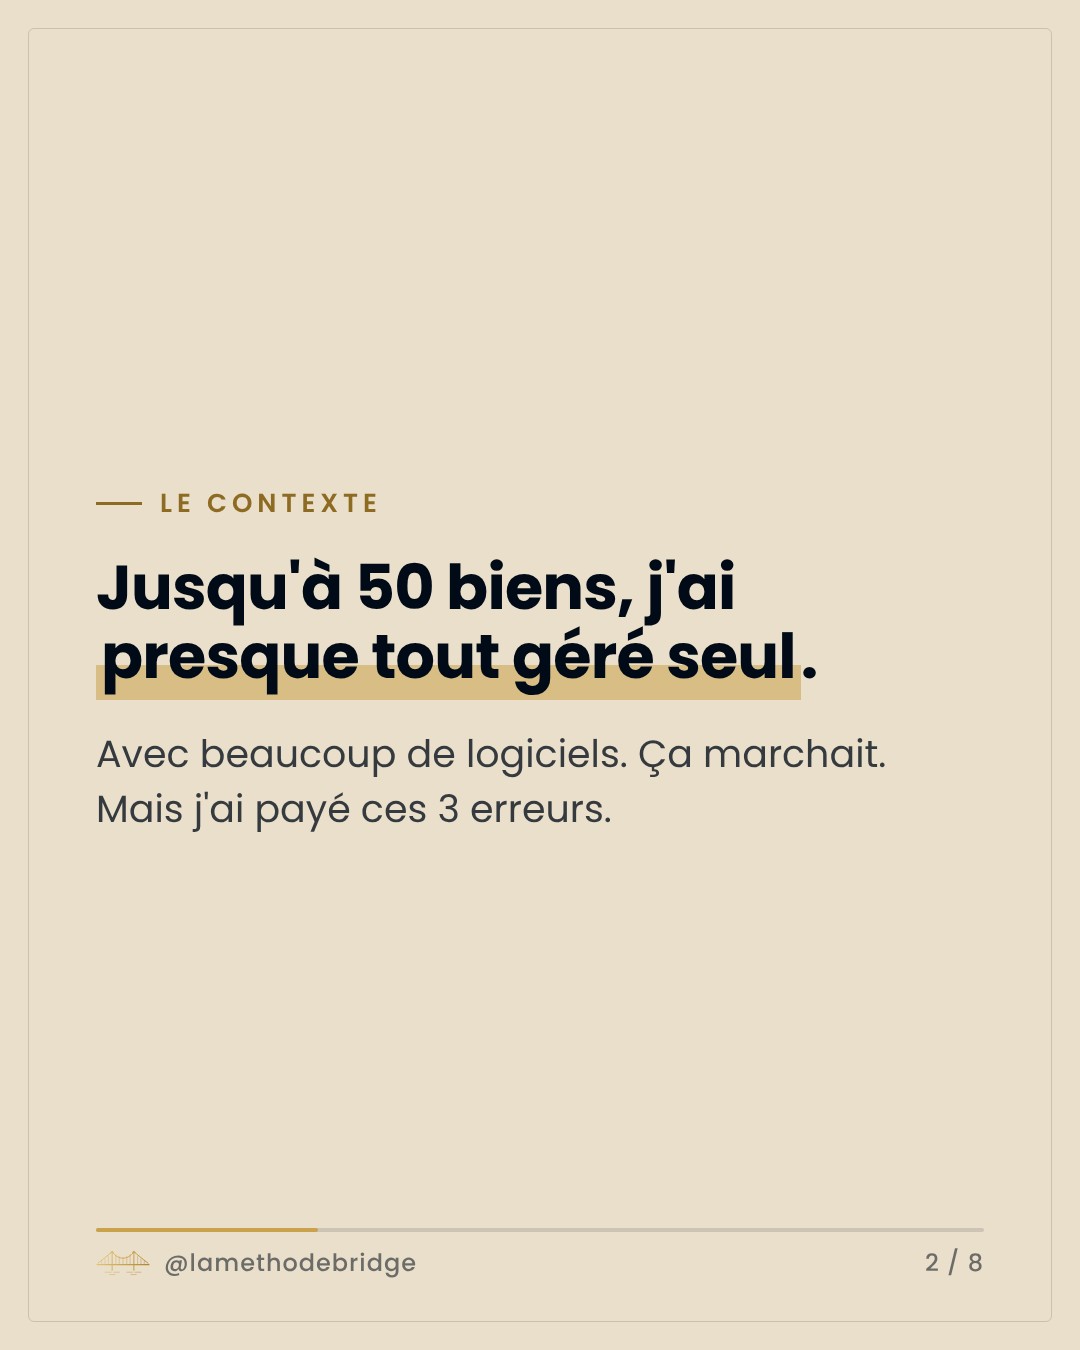 LE CONTEXTE
Jusqu'à 50 biens, j'ai
presque tout géré seul.
Avec beaucoup de logiciels. Ça marchait.
Mais j'ai payé ces 3 erreurs.
@lamethodebridge
2 / 8